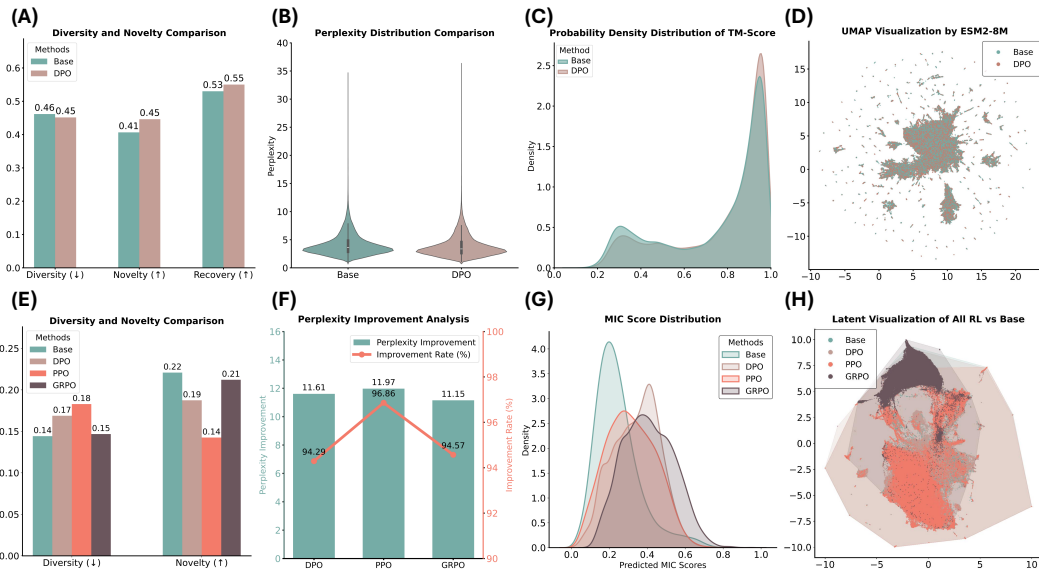 (A)
Diversity and Novelty Comparison
Methods
Base
DPO
0.6
0.5
0.4
0.3
0.2
0.1
0.0
0.46
0.45
0.41
0.45
0.53
0.55
Diversity (↓)
Novelty (↑)
Recovery (↑)
(B)
Perplexity Distribution Comparison
Perplexity
40
35
30
25
20
15
10
5
0
Base
DPO
(C)
Probability Density Distribution of TM-Score
Method
Base
DPO
Density
2.5
2.0
1.5
1.0
0.5
0.0
0.0
0.2
0.4
0.6
0.8
1.0
(D)
UMAP Visualization by ESM2-8M
Base
DPO
15
10
5
0
−5
−10
−10
−5
0
5
10
15
20
(E)
Diversity and Novelty Comparison
Methods
Base
DPO
PPO
GRPO
0.25
0.20
0.15
0.10
0.05
0.00
0.14
0.17
0.18
0.15
0.22
0.19
0.14
0.21
Diversity (↓)
Novelty (↑)
(F)
Perplexity Improvement Analysis
Perplexity Improvement
Improvement Rate (%)
Perplexity Improvement
16
14
12
10
8
6
4
2
0
11.61
11.97
11.15
94.29
96.86
94.57
DPO
PPO
GRPO
100
98
96
94
92
90
Improvement Rate (%)
(G)
MIC Score Distribution
Methods
Base
DPO
PPO
GRPO
Density
4.0
3.5
3.0
2.5
2.0
1.5
1.0
0.5
0.0
0.0
0.2
0.4
0.6
0.8
1.0
Predicted MIC Scores
(H)
Latent Visualization of All RL vs Base
Base
DPO
PPO
GRPO
10.0
7.5
5.0
2.5
0.0
−2.5
−5.0
−7.5
−10.0
−10
−5
0
5
10